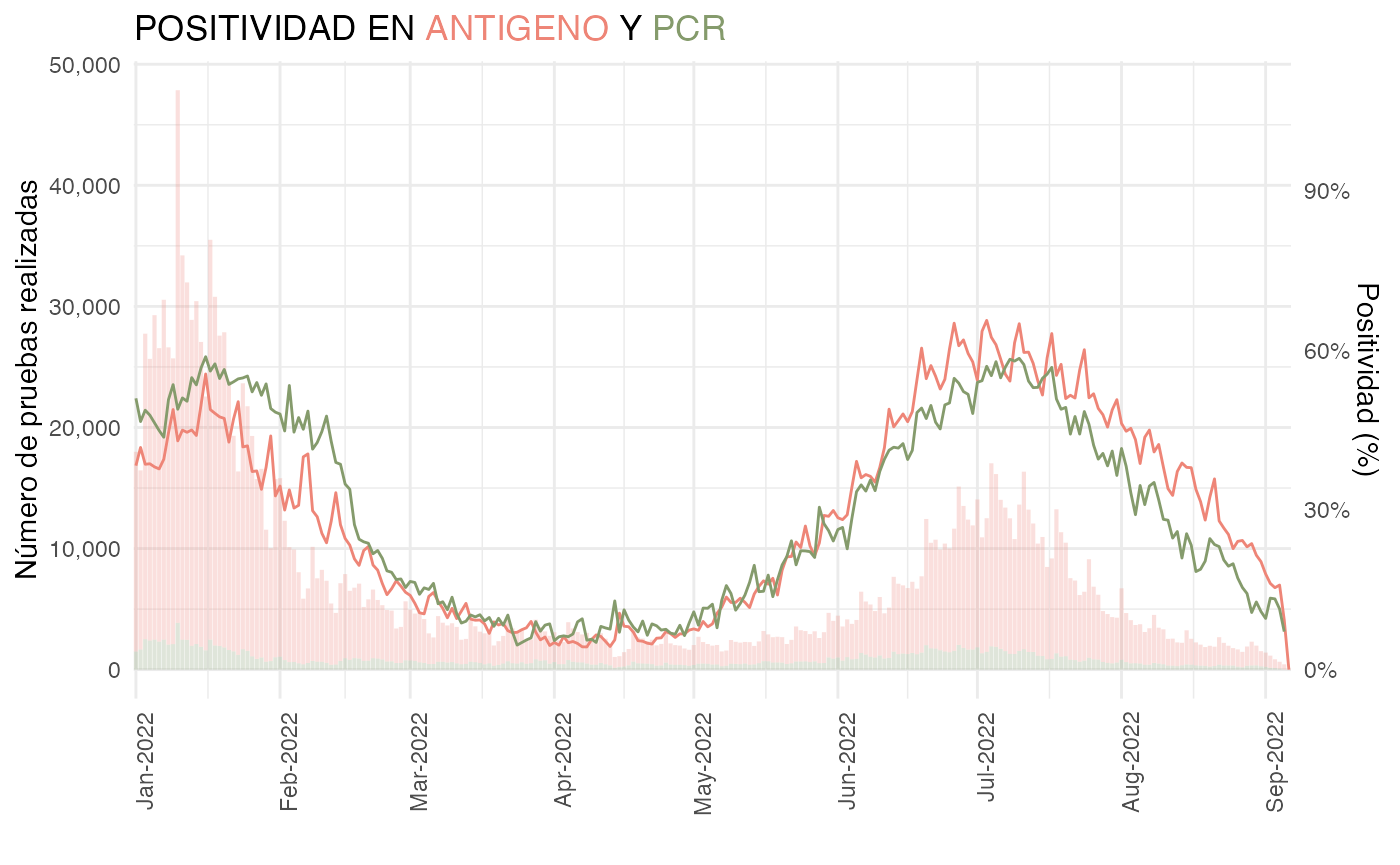 POSITIVIDAD EN ANTIGENO Y PCR
Número de pruebas realizadas
50,000
40,000
30,000
20,000
10,000
0
90%
60%
30%
0%
Positividad (%)
Jan-2022
Feb-2022
Mar-2022
Apr-2022
May-2022
Jun-2022
Jul-2022
Aug-2022
Sep-2022